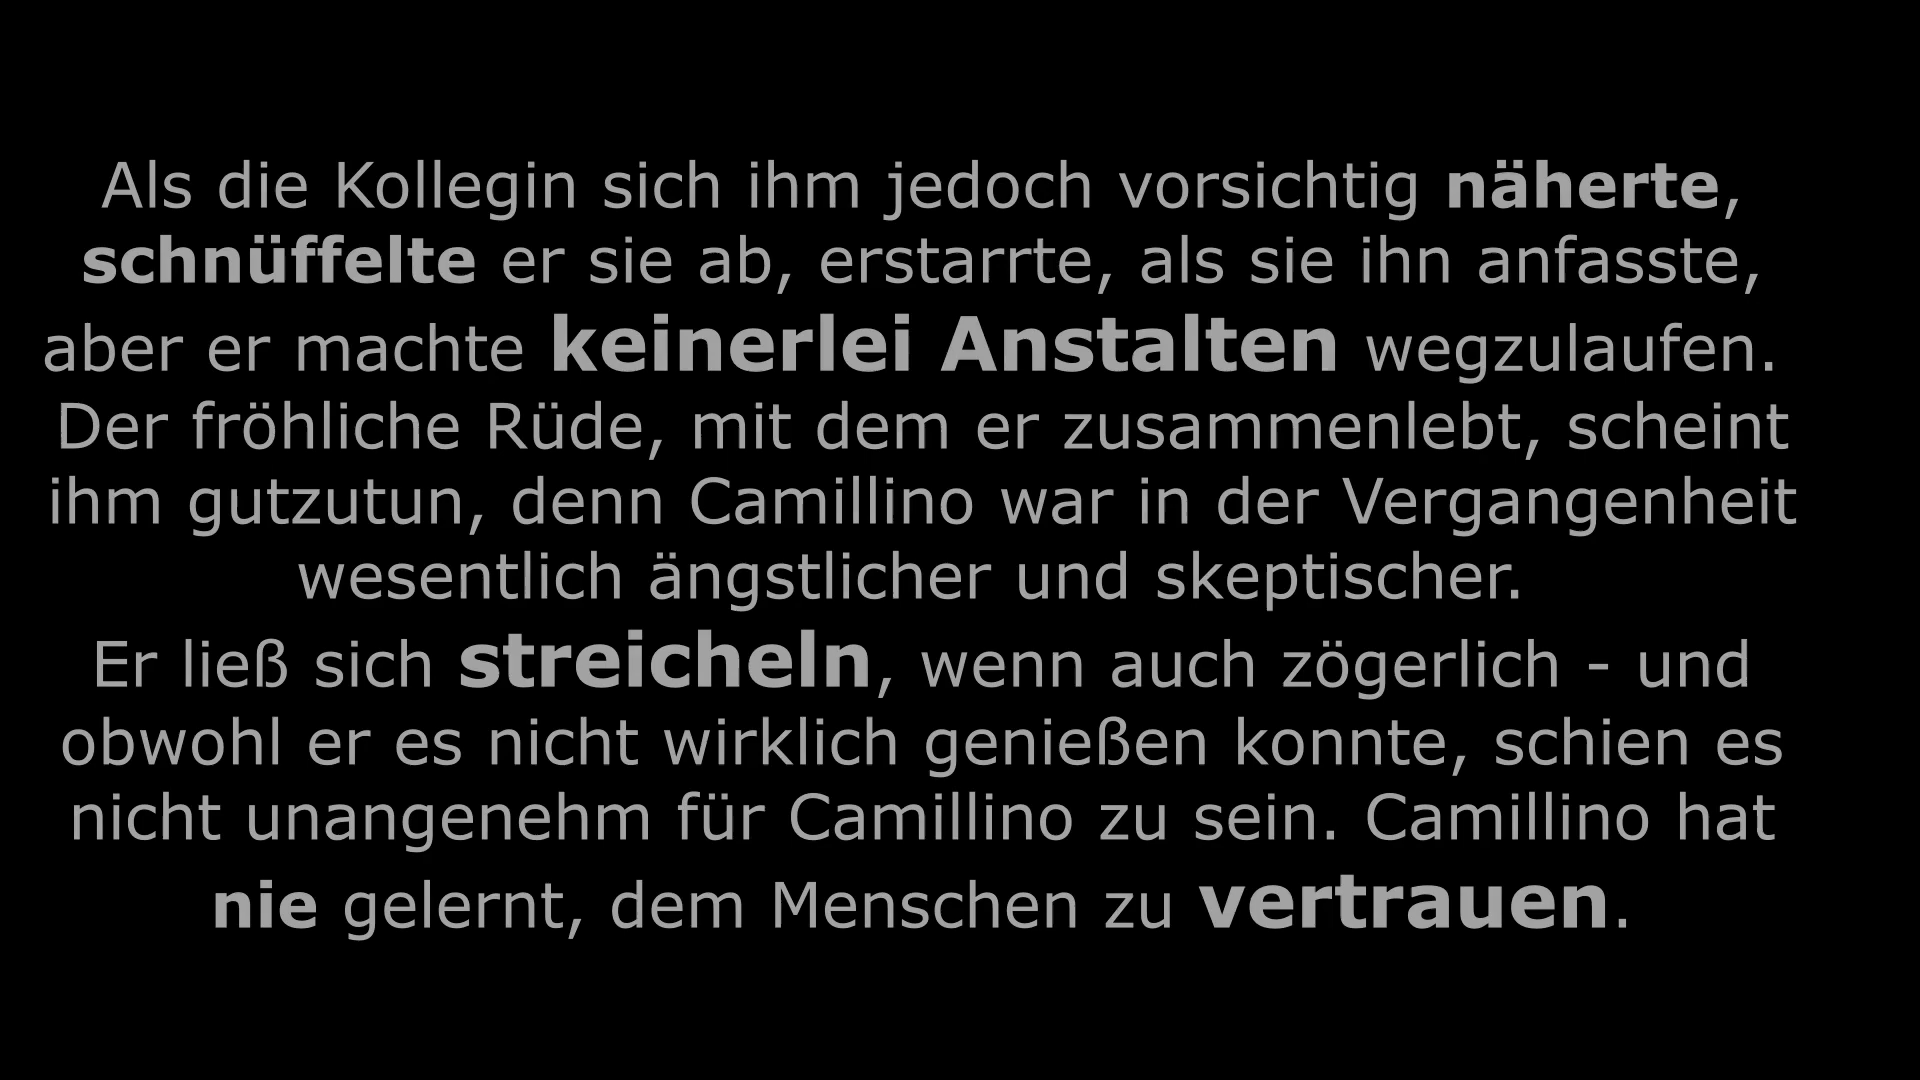 Als die Kollegin sich ihm jedoch vorsichtig näherte,
schnüffelte er sie ab, erstarrte, als sie ihn anfasste,
aber er machte keinerlei Anstalten wegzulaufen.
Der fröhliche Rüde, mit dem er zusammenlebt, scheint
ihm gutzutun, denn Camillino war in der Vergangenheit
wesentlich ängstlicher und skeptischer.
Er ließ sich streicheln, wenn auch zögerlich - und
obwohl er es nicht wirklich genießen konnte, schien es
nicht unangenehm für Camillino zu sein. Camillino hat
nie gelernt, dem Menschen zu vertrauen.